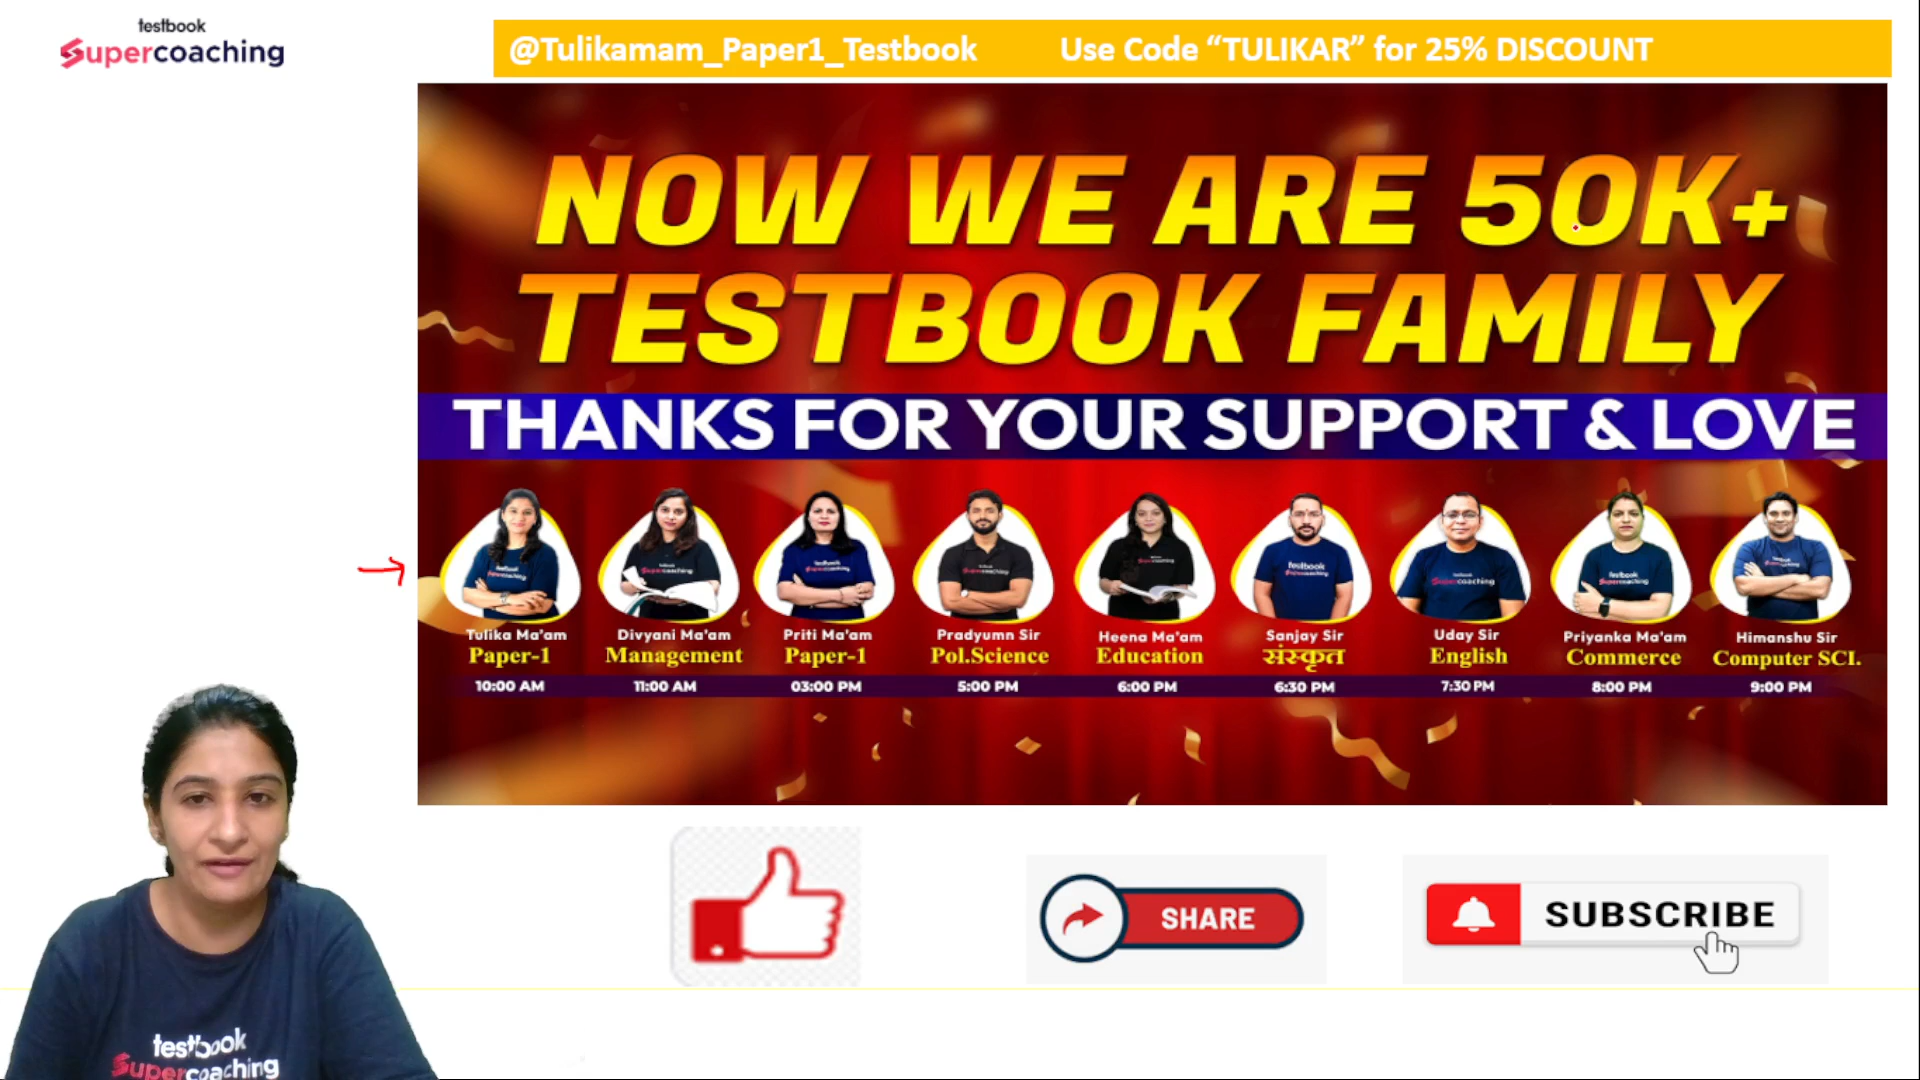 testbook
Supercoaching
@Tulikamam_Paper1_Testbook Use Code “TULIKAR” for 25% DISCOUNT
NOW WE ARE 50K+
TESTBOOK FAMILY
THANKS FOR YOUR SUPPORT & LOVE
Tulika Ma'am Divyani Ma'am Priti Ma'am Pradyumn Sir Heena Ma'am Sanjay Sir Uday Sir Priyanka Ma'am Himanshu Sir
Paper-1 Management Paper-1 Pol.Science Education संस्कृत English Commerce Computer SCI.
10:00 AM 11:00 AM 03:00 PM 5:00 PM 6:00 PM 6:30 PM 7:30 PM 8:00 PM 9:00 PM
SHARE
SUBSCRIBE
testbook
Supercoaching